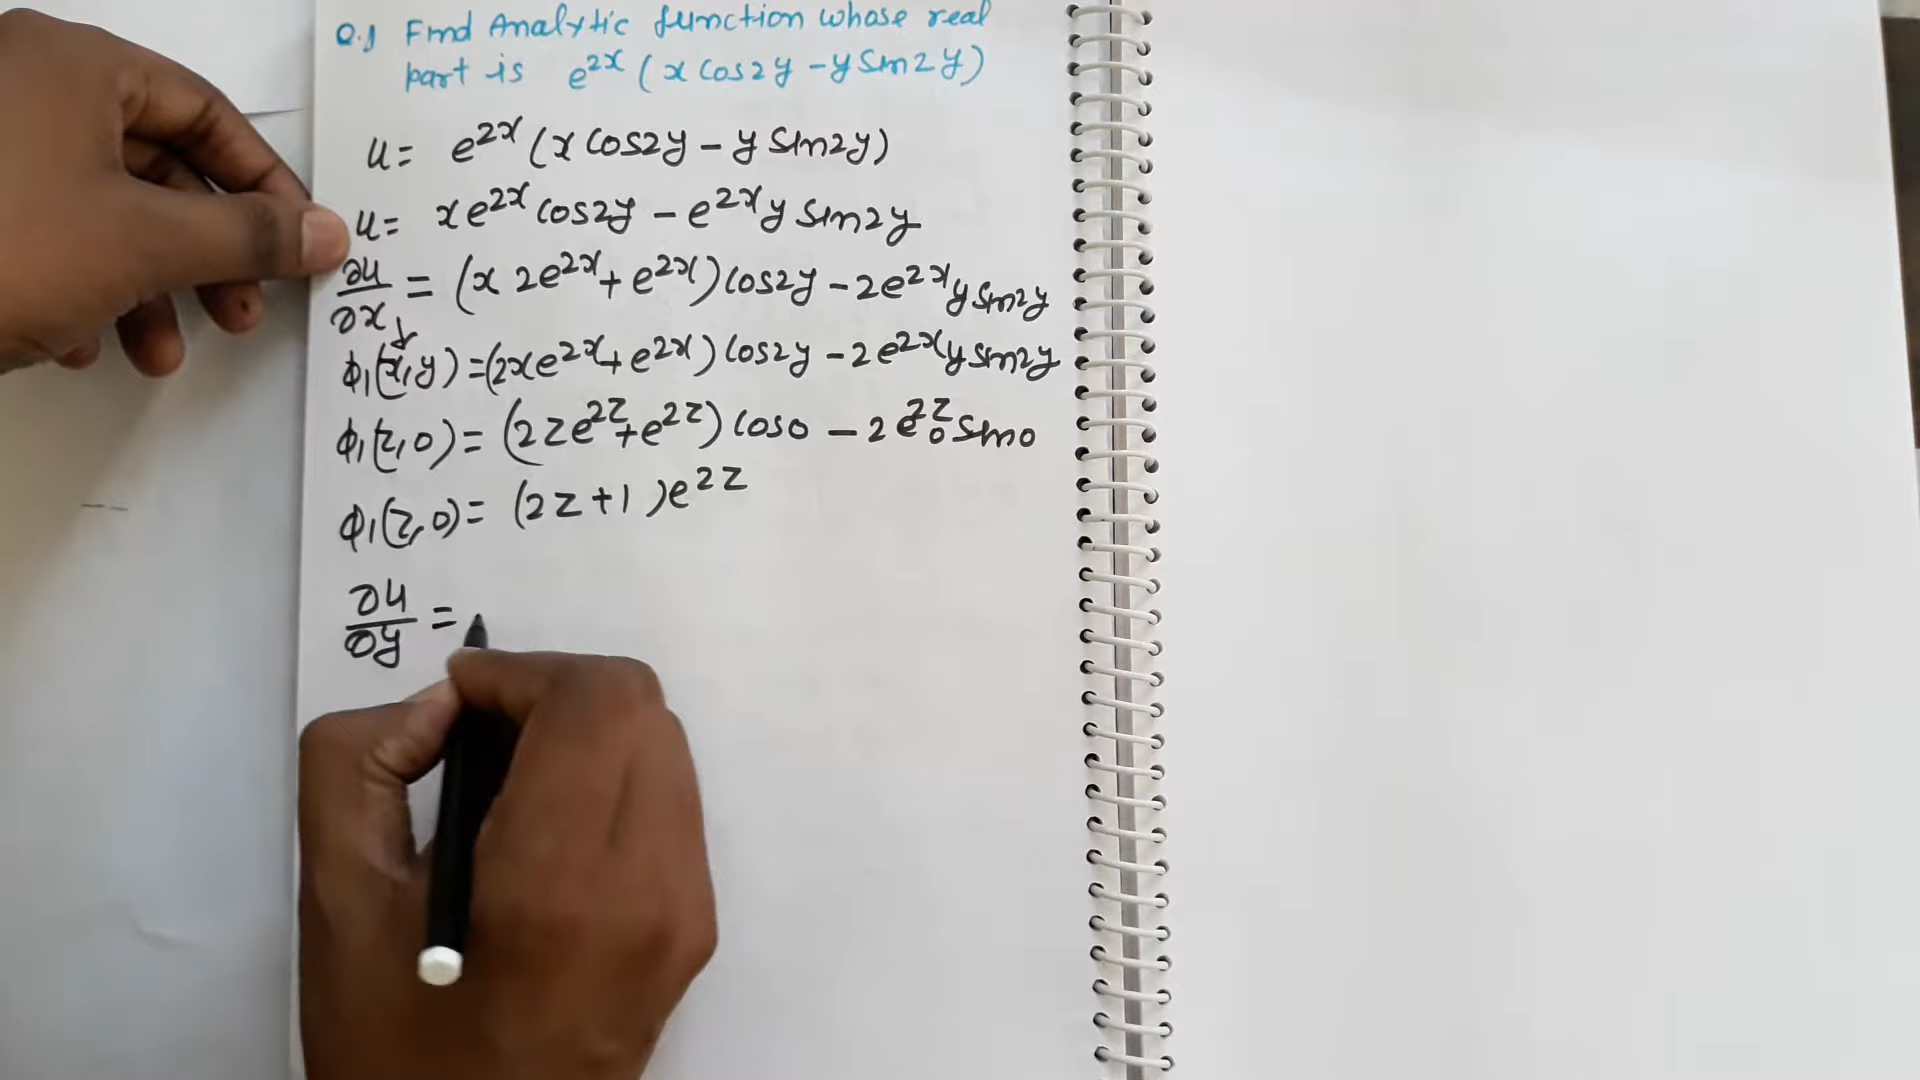 Q.1 Find Analytic function whose real
part is e^2x (x cos2y - y sin2y)
u = e^2x (x cos2y - y sin2y)
u = xe^2x cos2y - e^2x y sin2y
∂u/∂x = (x 2e^2x + e^2x) cos2y - 2e^2x y sin2y
ϕ₁(x,y) = (2xe^2x + e^2x) cos2y - 2e^2x y sin2y
ϕ₁(z,0) = (2ze^2z + e^2z) cos0 - 2e^2z 0 sin0
ϕ₁(z,0) = (2z+1)e^2z
∂u/∂y =